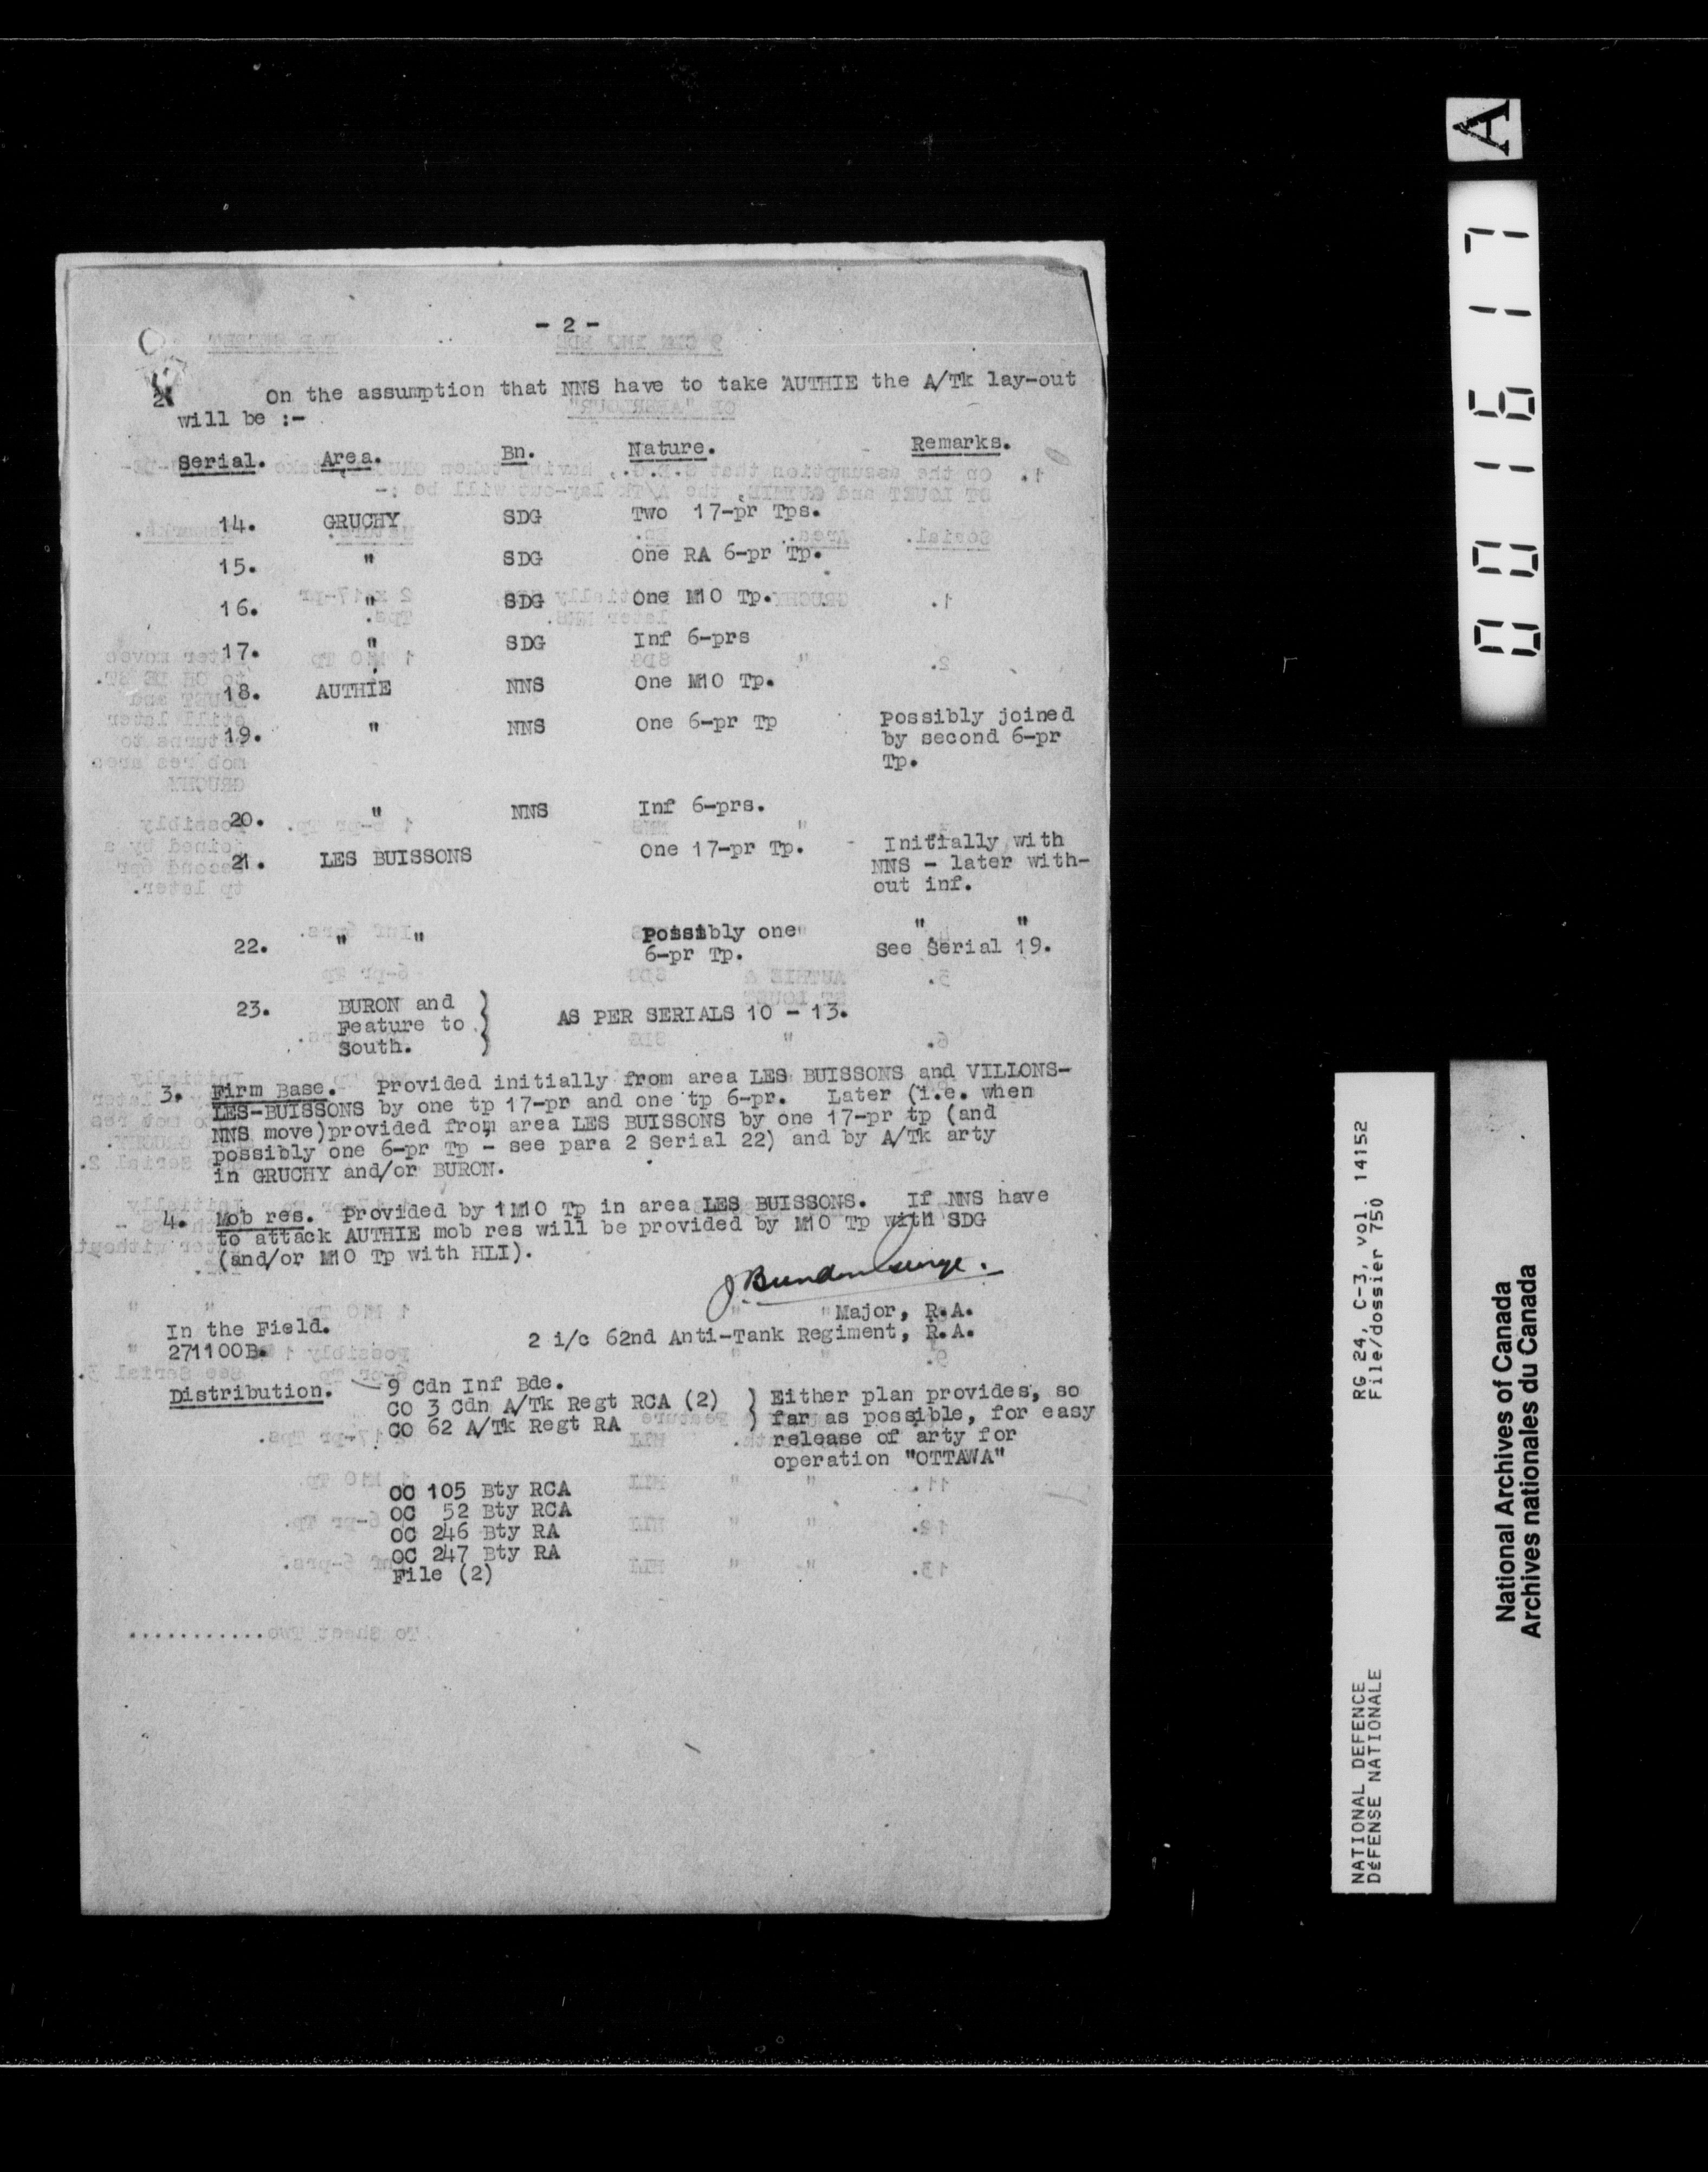 - 2 -
2. On the assumption that NNS have to take AUTHIE the A/Tk lay-out
will be :-
Serial. Area. Bn. Nature. Remarks.
14. GRUCHY SDG Two 17-pr Tps.
15. " SDG One RA 6-pr Tp.
16. " SDG One M10 Tp.
17. " SDG Inf 6-prs
18. AUTHIE NNS One M10 Tp.
19. " NNS One 6-pr Tp Possibly joined
by second 6-pr
Tp.
20. " NNS Inf 6-prs.
21. LES BUISSONS One 17-pr Tp. Initially with
NNS - later with-
out inf.
22. " " Possibly one " "
6-pr Tp. See Serial 19.
23. BURON and
Feature to } AS PER SERIALS 10 - 13.
South.
3. Firm Base. Provided initially from area LES BUISSONS and VILLONS-
LES-BUISSONS by one tp 17-pr and one tp 6-pr. Later (i.e. when
NNS move)provided from area LES BUISSONS by one 17-pr tp (and
possibly one 6-pr Tp - see para 2 Serial 22) and by A/Tk arty
in GRUCHY and/or BURON.
4. Mob res. Provided by 1 M10 Tp in area LES BUISSONS. If NNS have
to attack AUTHIE mob res will be provided by M10 Tp with SDG
(and/or M10 Tp with HLI).
Major, R.A.
2 i/c 62nd Anti-Tank Regiment, R.A.
In the Field.
271100B.
Distribution. 9 Cdn Inf Bde.
CO 3 Cdn A/Tk Regt RCA (2) ) Either plan provides, so
CO 62 A/Tk Regt RA ) far as possible, for easy
release of arty for
operation "OTTAWA"
OC 105 Bty RCA
OC 52 Bty RCA
OC 246 Bty RA
OC 247 Bty RA
File (2)
To Sheet Two...........
A
001617
RG 24, C-3, vol. 14152
File/dossier 750
NATIONAL DEFENCE
DéFENSE NATIONALE
National Archives of Canada
Archives nationales du Canada